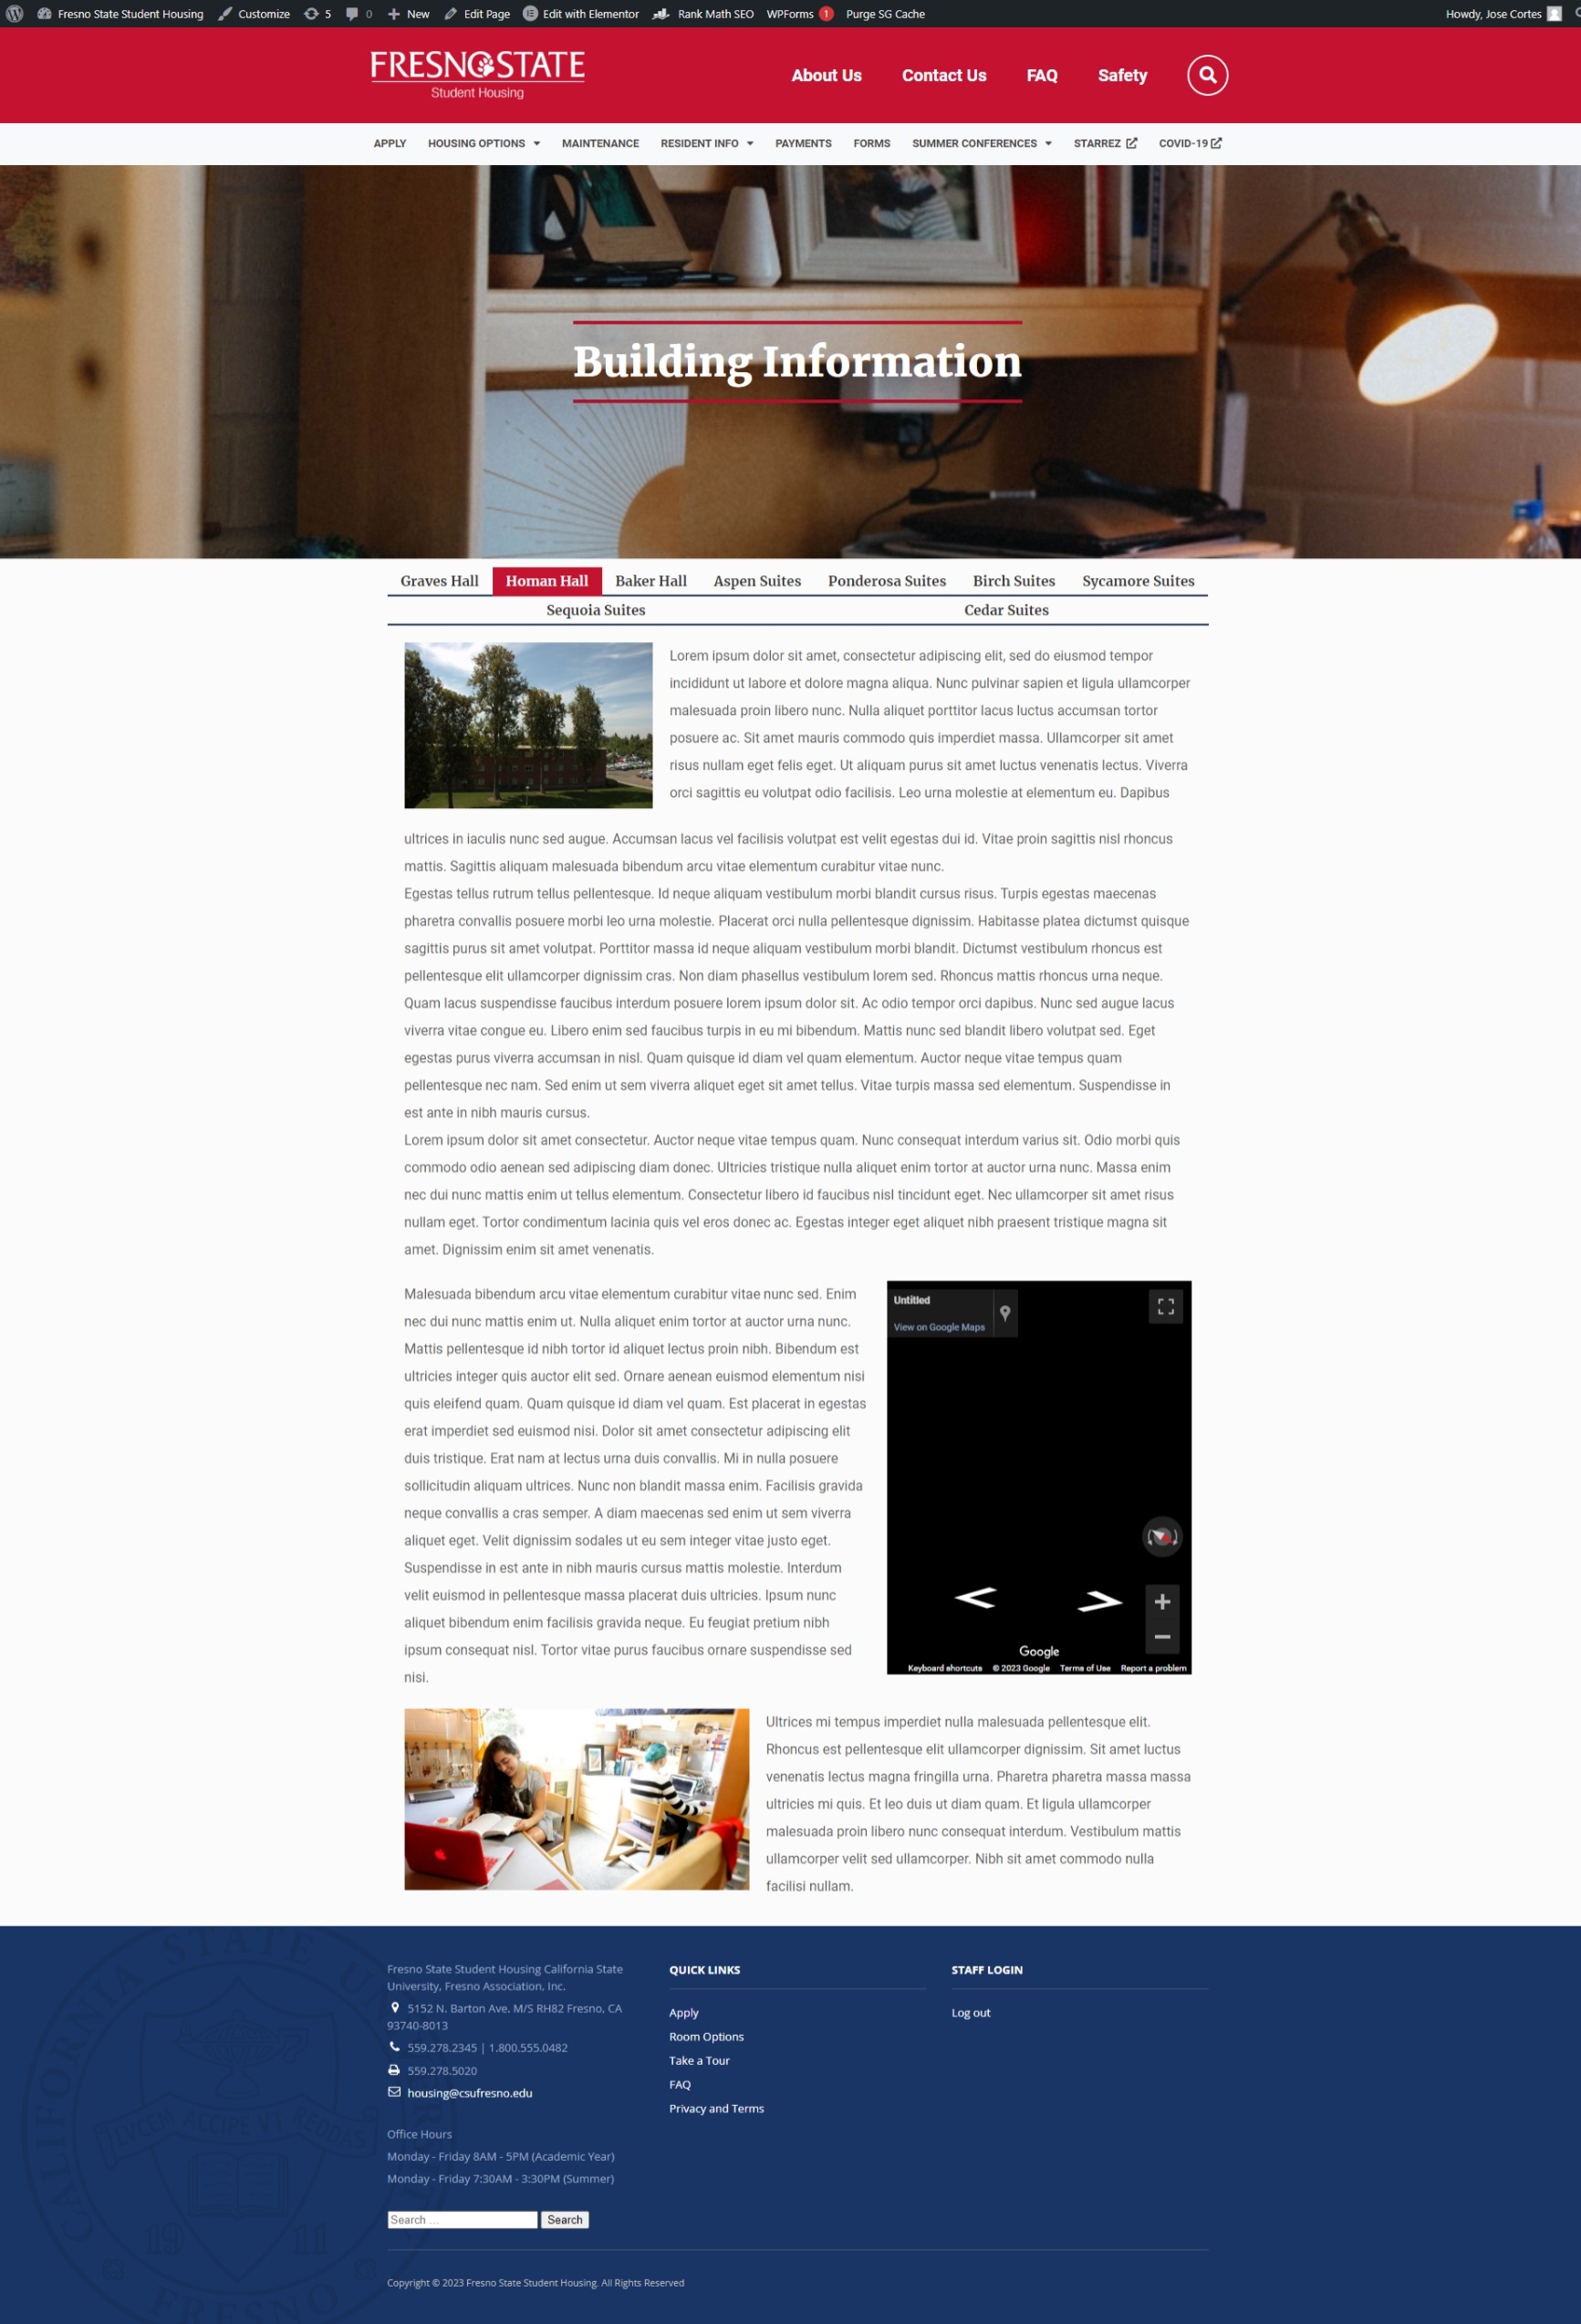 Fresno State Student Housing Customize 5 0 New Edit Page Edit with Elementor Rank Math SEO WPForms 1 Purge SG Cache Howdy, Jose Cortes
FRESNO STATE
Student Housing
About Us Contact Us FAQ Safety
APPLY HOUSING OPTIONS MAINTENANCE RESIDENT INFO PAYMENTS FORMS SUMMER CONFERENCES STARREZ COVID-19
Building Information
Graves Hall Homan Hall Baker Hall Aspen Suites Ponderosa Suites Birch Suites Sycamore Suites
Sequoia Suites Cedar Suites
Lorem ipsum dolor sit amet, consectetur adipiscing elit, sed do eiusmod tempor
incididunt ut labore et dolore magna aliqua. Nunc pulvinar sapien et ligula ullamcorper
malesuada proin libero nunc. Nulla aliquet porttitor lacus luctus accumsan tortor
posuere ac. Sit amet mauris commodo quis imperdiet massa. Ullamcorper sit amet
risus nullam eget felis eget. Ut aliquam purus sit amet luctus venenatis lectus. Viverra
orci sagittis eu volutpat odio facilisis. Leo urna molestie at elementum eu. Dapibus
ultrices in iaculis nunc sed augue. Accumsan lacus vel facilisis volutpat est velit egestas dui id. Vitae proin sagittis nisl rhoncus
mattis. Sagittis aliquam malesuada bibendum arcu vitae elementum curabitur vitae nunc.
Egestas tellus rutrum tellus pellentesque. Id neque aliquam vestibulum morbi blandit cursus risus. Turpis egestas maecenas
pharetra convallis posuere morbi leo urna molestie. Placerat orci nulla pellentesque dignissim. Habitasse platea dictumst quisque
sagittis purus sit amet volutpat. Porttitor massa id neque aliquam vestibulum morbi blandit. Dictumst vestibulum rhoncus est
pellentesque elit ullamcorper dignissim cras. Non diam phasellus vestibulum lorem sed. Rhoncus mattis rhoncus urna neque.
Quam lacus suspendisse faucibus interdum posuere lorem ipsum dolor sit. Ac odio tempor orci dapibus. Nunc sed augue lacus
viverra vitae congue eu. Libero enim sed faucibus turpis in eu mi bibendum. Mattis nunc sed blandit libero volutpat sed. Eget
egestas purus viverra accumsan in nisl. Quam quisque id diam vel quam elementum. Auctor neque vitae tempus quam
pellentesque nec nam. Sed enim ut sem viverra aliquet eget sit amet tellus. Vitae turpis massa sed elementum. Suspendisse in
est ante in nibh mauris cursus.
Lorem ipsum dolor sit amet consectetur. Auctor neque vitae tempus quam. Nunc consequat interdum varius sit. Odio morbi quis
commodo odio aenean sed adipiscing diam donec. Ultricies tristique nulla aliquet enim tortor at auctor urna nunc. Massa enim
nec dui nunc mattis enim ut tellus elementum. Consectetur libero id faucibus nisl tincidunt eget. Nec ullamcorper sit amet risus
nullam eget. Tortor condimentum lacinia quis vel eros donec ac. Egestas integer eget aliquet nibh praesent tristique magna sit
amet. Dignissim enim sit amet venenatis.
Malesuada bibendum arcu vitae elementum curabitur vitae nunc sed. Enim
nec dui nunc mattis enim ut. Nulla aliquet enim tortor at auctor urna nunc.
Mattis pellentesque id nibh tortor id aliquet lectus proin nibh. Bibendum est
ultricies integer quis auctor elit sed. Ornare aenean euismod elementum nisi
quis eleifend quam. Quam quisque id diam vel quam. Est placerat in egestas
erat imperdiet sed euismod nisi. Dolor sit amet consectetur adipiscing elit
duis tristique. Erat nam at lectus urna duis convallis. Mi in nulla posuere
sollicitudin aliquam ultrices. Nunc non blandit massa enim. Facilisis gravida
neque convallis a cras semper. A diam maecenas sed enim ut sem viverra
aliquet eget. Velit dignissim sodales ut eu sem integer vitae justo eget.
Suspendisse in est ante in nibh mauris cursus mattis molestie. Interdum
velit euismod in pellentesque massa placerat duis ultricies. Ipsum nunc
aliquet bibendum enim facilisis gravida neque. Eu feugiat pretium nibh
ipsum consequat nisl. Tortor vitae purus faucibus ornare suspendisse sed
nisi.
Untitled
View on Google Maps
Google
Keyboard shortcuts © 2023 Google Terms of Use Report a problem
Ultrices mi tempus imperdiet nulla malesuada pellentesque elit.
Rhoncus est pellentesque elit ullamcorper dignissim. Sit amet luctus
venenatis lectus magna fringilla urna. Pharetra pharetra massa massa
ultricies mi quis. Et leo duis ut diam quam. Et ligula ullamcorper
malesuada proin libero nunc consequat interdum. Vestibulum mattis
ullamcorper velit sed ullamcorper. Nibh sit amet commodo nulla
facilisi nullam.
Fresno State Student Housing California State
University, Fresno Association, Inc.
5152 N. Barton Ave. M/S RH82 Fresno, CA
93740-8013
559.278.2345 | 1.800.555.0482
559.278.5020
housing@csufresno.edu
Office Hours
Monday - Friday 8AM - 5PM (Academic Year)
Monday - Friday 7:30AM - 3:30PM (Summer)
Search ... Search
QUICK LINKS
Apply
Room Options
Take a Tour
FAQ
Privacy and Terms
STAFF LOGIN
Log out
CALIFORNIA STATE
LVCEM ACCIPE VT REDDAS
19 11
FRESNO
Copyright © 2023 Fresno State Student Housing. All Rights Reserved